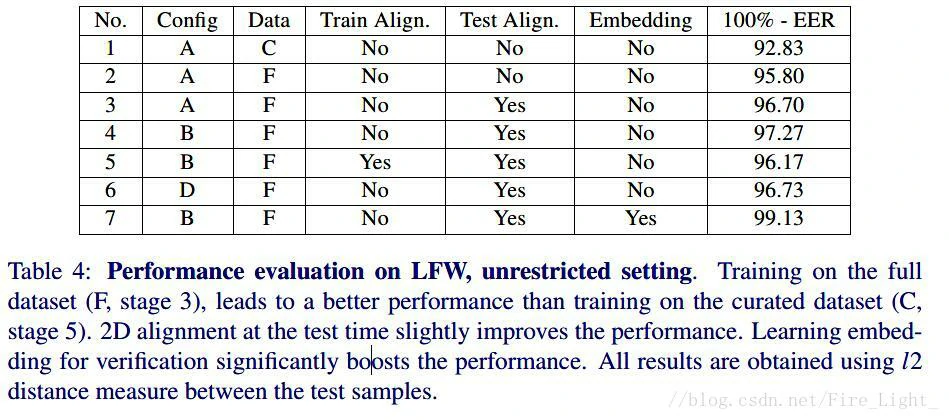 No. Config Data Train Align. Test Align. Embedding 100% - EER
1 A C No No No 92.83
2 A F No No No 95.80
3 A F No Yes No 96.70
4 B F No Yes No 97.27
5 B F Yes Yes No 96.17
6 D F No Yes No 96.73
7 B F No Yes Yes 99.13
Table 4: Performance evaluation on LFW, unrestricted setting. Training on the full
dataset (F, stage 3), leads to a better performance than training on the curated dataset (C,
stage 5). 2D alignment at the test time slightly improves the performance. Learning embed-
ding for verification significantly boosts the performance. All results are obtained using l2
distance measure between the test samples.
//blog.csdn.net/Fire_Light_